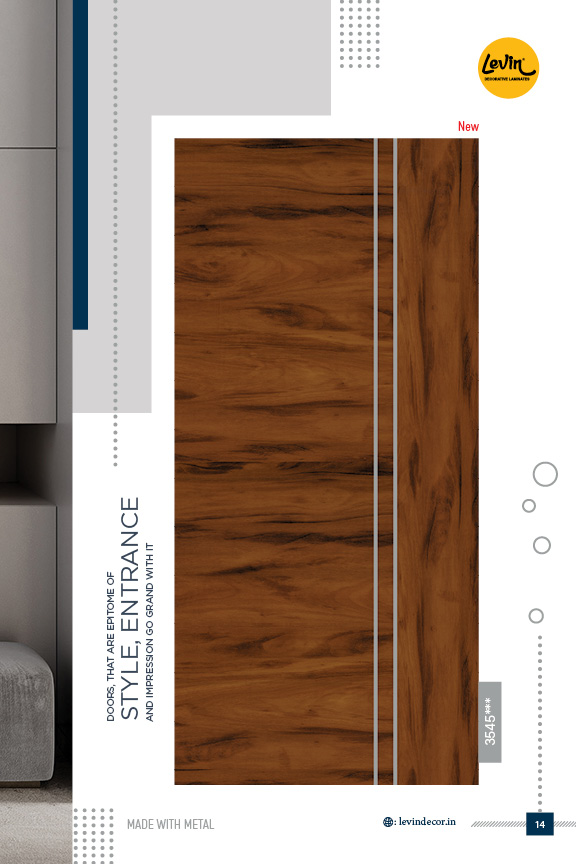 Levin
DECORATIVE LAMINATES
New
DOORS, THAT ARE EPITOME OF
STYLE, ENTRANCE
AND IMPRESSION GO GRAND WITH IT
3545***
MADE WITH METAL
: levindecor.in
14